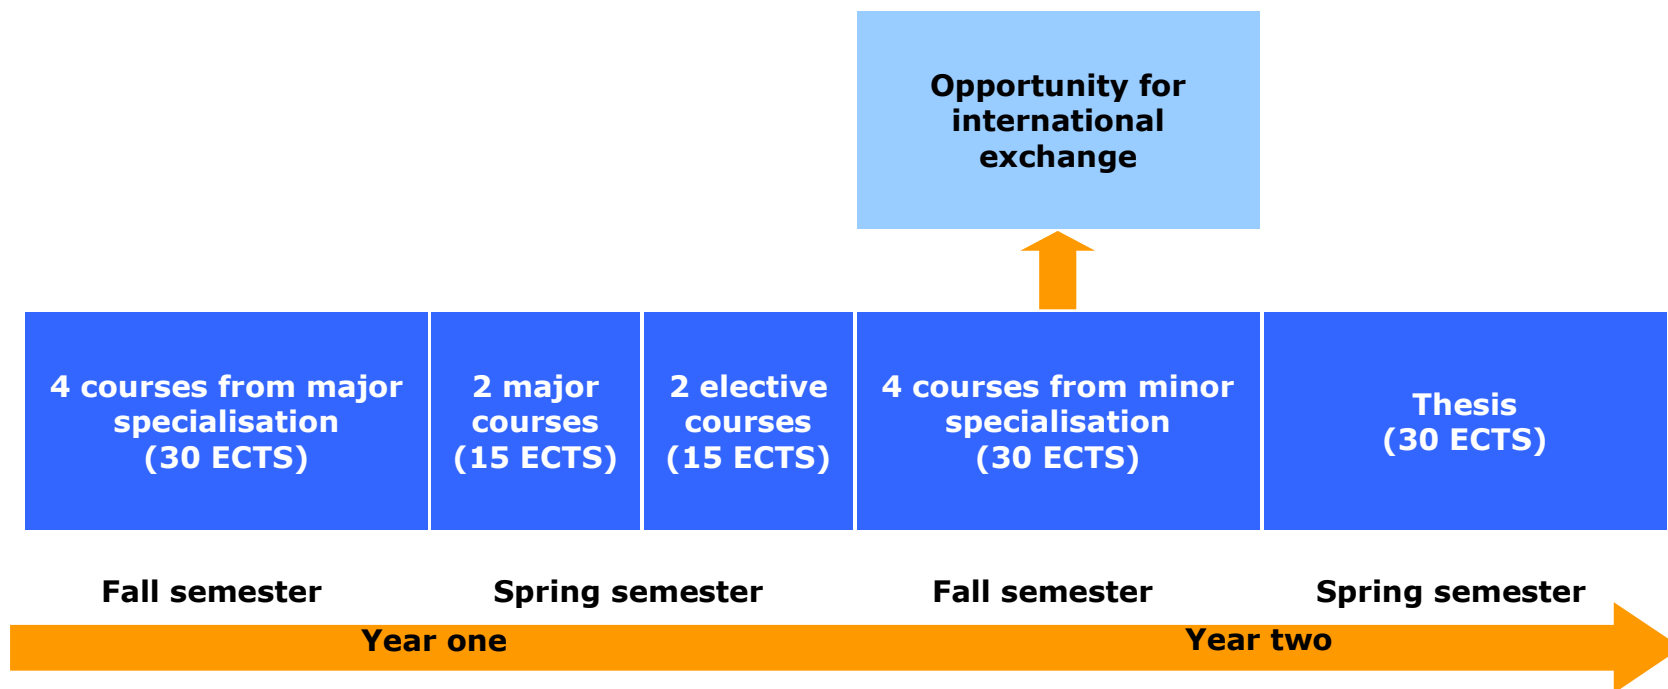 Opportunity for
international
exchange
4 courses from major
specialisation
(30 ECTS)
2 major
courses
(15 ECTS)
2 elective
courses
(15 ECTS)
4 courses from minor
specialisation
(30 ECTS)
Thesis
(30 ECTS)
Fall semester
Spring semester
Fall semester
Spring semester
Year one
Year two